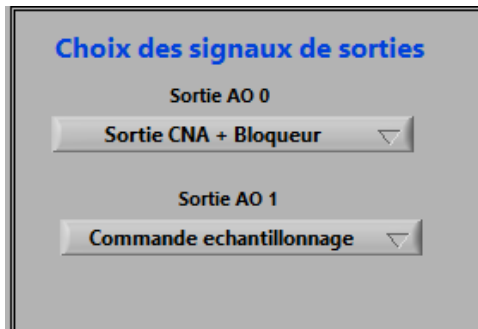 Choix des signaux de sorties
Sortie AO 0
Sortie CNA + Bloqueur
Sortie AO 1
Commande echantillonnage